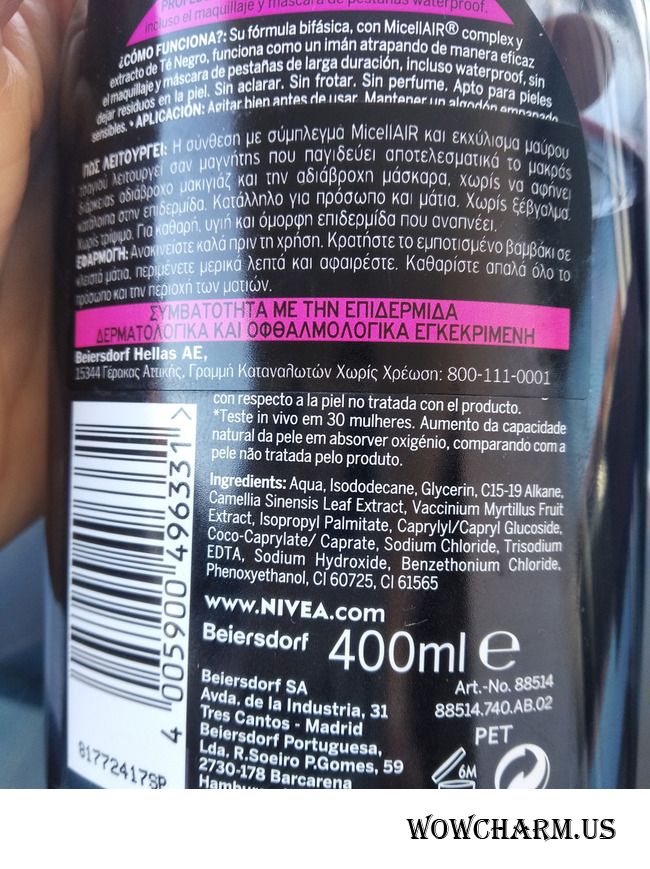 incluso el maquillaje y máscara de pestañas waterproof.
¿CÓMO FUNCIONA?: Su fórmula bifásica, con MicellAIR® complex y
extracto de Té Negro, funciona como un imán atrapando de manera eficaz
el maquillaje y máscara de pestañas de larga duración, incluso waterproof, sin
dejar residuos en la piel. Sin aclarar. Sin frotar. Sin perfume. Apto para pieles
sensibles. • APLICACIÓN: Agitar bien antes de usar. Mantener un algodón empapado
ΠΩΣ ΛΕΙΤΟΥΡΓΕΙ: Η σύνθεση με σύμπλεγμα MicellAIR και εκχύλισμα μαύρου
τσαγιού λειτουργεί σαν μαγνήτης που παγιδεύει αποτελεσματικά το μακράς
διάρκειας αδιάβροχο μακιγιάζ και την αδιάβροχη μάσκαρα, χωρίς να αφήνει
κατάλοιπα στην επιδερμίδα. Κατάλληλο για πρόσωπο και μάτια. Χωρίς ξέβγαλμα.
Χωρίς τρίψιμο. Για καθαρή, υγιή και όμορφη επιδερμίδα που αναπνέει.
ΕΦΑΡΜΟΓΗ: Ανακινείστε καλά πριν τη χρήση. Κρατήστε το εμποτισμένο βαμβάκι σε
κλειστά μάτια, περιμένετε μερικά λεπτά και αφαιρέστε. Καθαρίστε απαλά όλο το
πρόσωπο και την περιοχή των ματιών.
ΣΥΜΒΑΤΟΤΗΤΑ ΜΕ ΤΗΝ ΕΠΙΔΕΡΜΙΔΑ
ΔΕΡΜΑΤΟΛΟΓΙΚΑ ΚΑΙ ΟΦΘΑΛΜΟΛΟΓΙΚΑ ΕΓΚΕΚΡΙΜΕΝΗ
Beiersdorf Hellas AE,
15344 Γέρακας Αττικής, Γραμμή Καταναλωτών Χωρίς Χρέωση: 800-111-0001
con respecto a la piel no tratada con el producto.
*Teste in vivo em 30 mulheres. Aumento da capacidade
natural da pele em absorver oxigénio, comparando com a
pele não tratada pelo produto.
Ingredients: Aqua, Isododecane, Glycerin, C15-19 Alkane,
Camellia Sinensis Leaf Extract, Vaccinium Myrtillus Fruit
Extract, Isopropyl Palmitate, Caprylyl/Capryl Glucoside,
Coco-Caprylate/ Caprate, Sodium Chloride, Trisodium
EDTA, Sodium Hydroxide, Benzethonium Chloride,
Phenoxyethanol, CI 60725, CI 61565
www.NIVEA.com
Beiersdorf 400ml e
Art.-No. 88514
88514.740.AB.02
Beiersdorf SA
Avda. de la Industria, 31
Tres Cantos - Madrid
Beiersdorf Portuguesa,
Lda, R.Soeiro P.Gomes, 59
2730-178 Barcarena
PET
6M
4 005900 496331
81772417SP
WOWCHARM.US